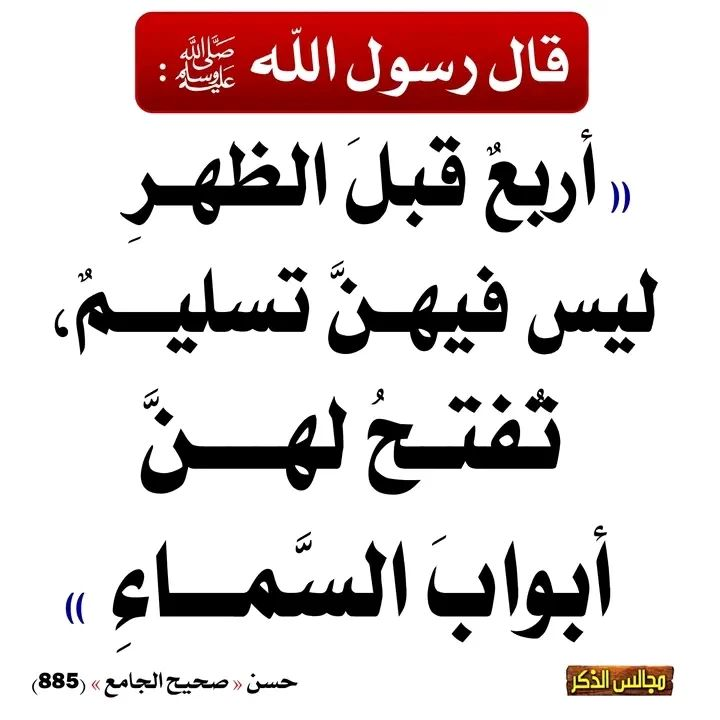 قال رسول الله ﷺ :
(( أربعٌ قبلَ الظهرِ
ليس فيهنَّ تسليمٌ،
تُفتحُ لهنَّ
أبوابَ السَّماءِ ))
حسن « صحيح الجامع » (885)
مجالس الذكر